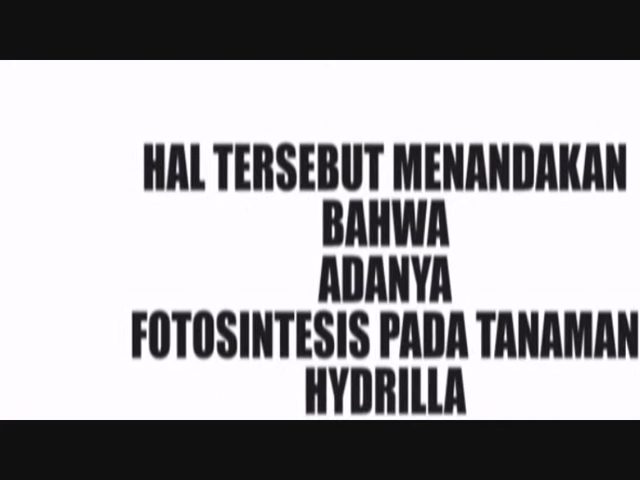 HAL TERSEBUT MENANDAKAN
BAHWA
ADANYA
FOTOSINTESIS PADA TANAMAN
HYDRILLA